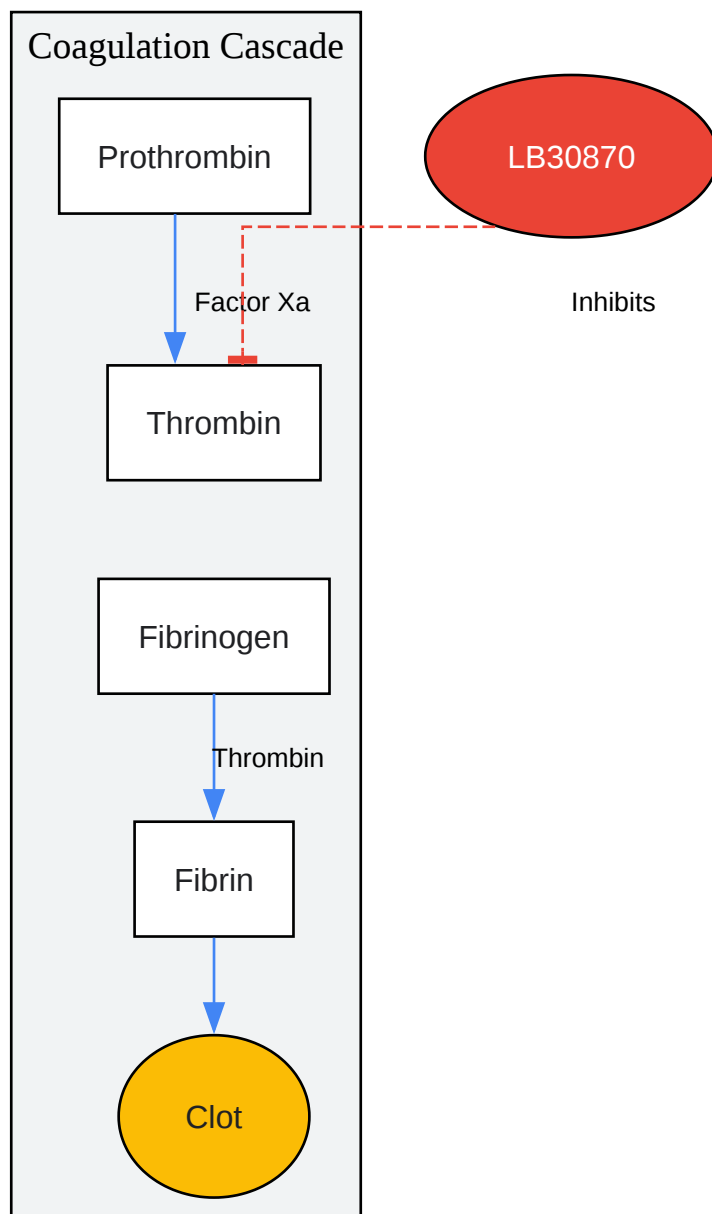 Coagulation Cascade
Prothrombin
LB30870
Factor Xa
Inhibits
Thrombin
Fibrinogen
Thrombin
Fibrin
Clot